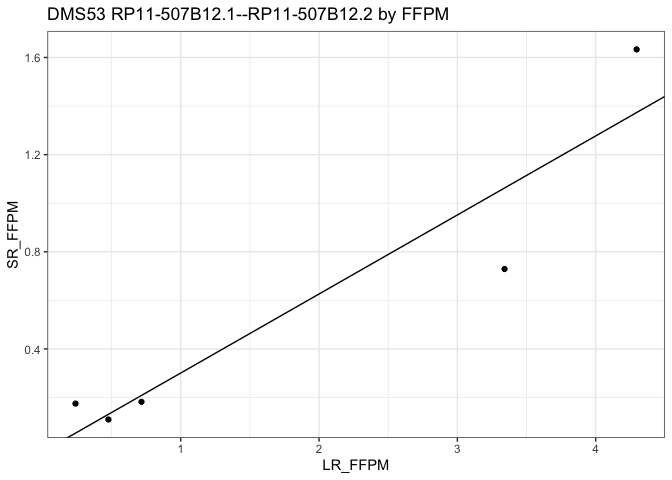 DMS53 RP11-507B12.1--RP11-507B12.2 by FFPM
1.6
1.2
0.8
0.4
SR_FFPM
1 2 3 4
LR_FFPM